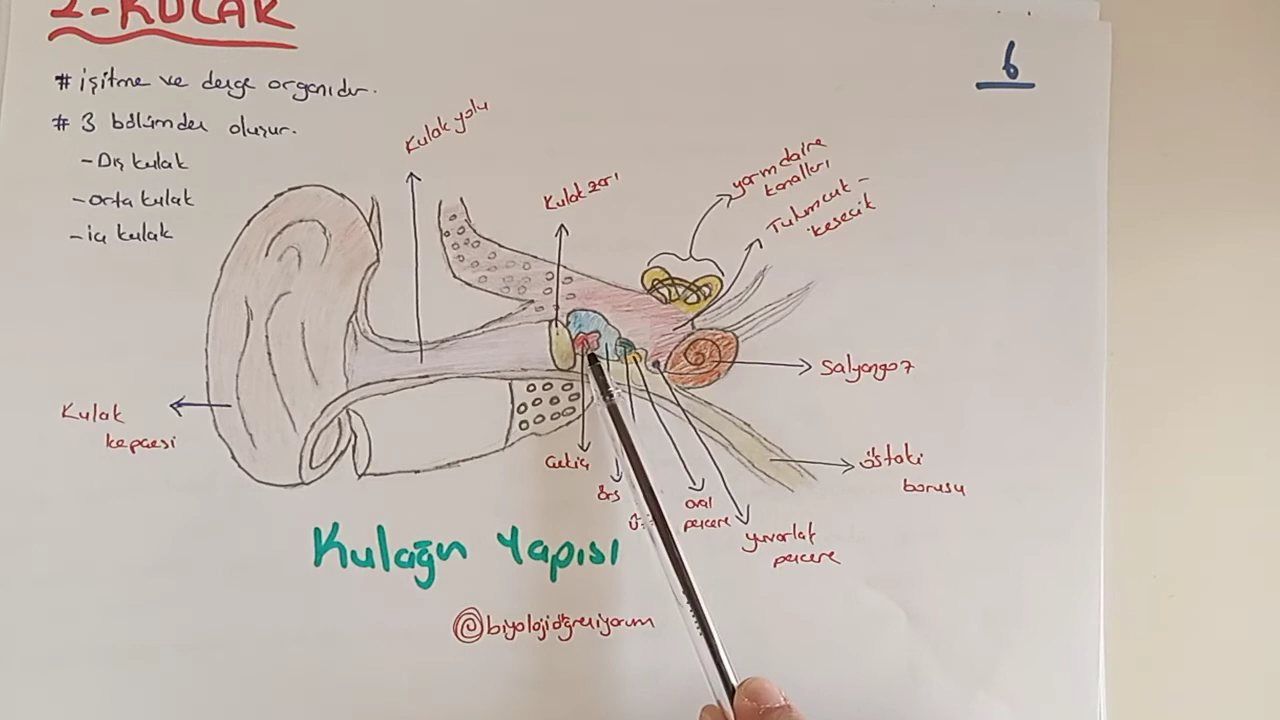 2-KULAK
6
# işitme ve denge organıdır.
# 3 bölümden oluşur.
- Dış kulak
- orta kulak
- iç kulak
Kulak yolu
Kulak zarı
yarım daire
kanalları
Tulumcuk -
kesecik
Salyangoz
östaki
borusu
Kulak
kepçesi
Çekiç
örs
oval
pencere
yuvarlak
pencere
Kulağın Yapısı
@biyolojiöğreniyorum